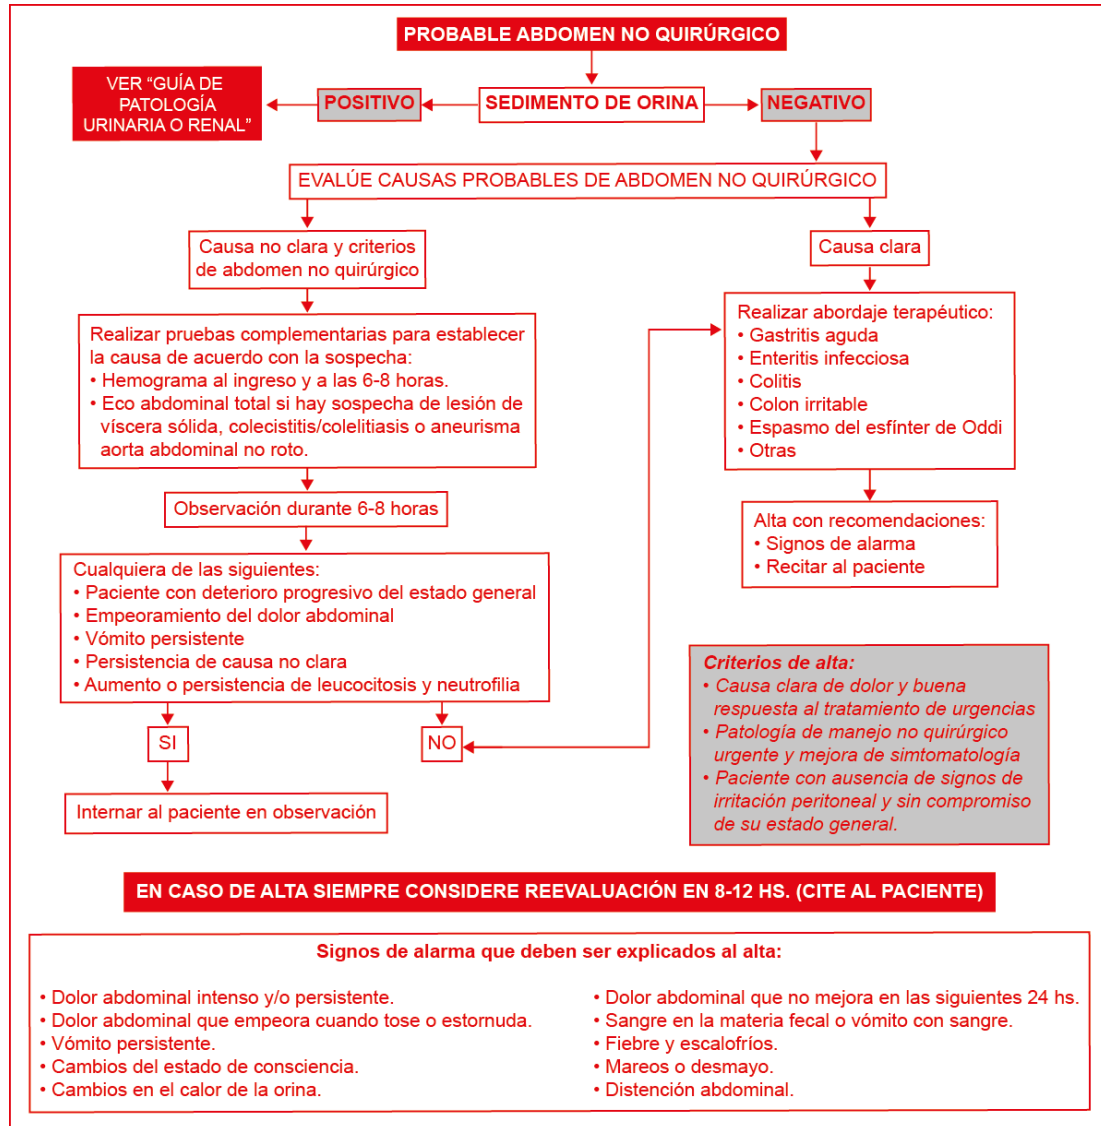 PROBABLE ABDOMEN NO QUIRÚRGICO
VER “GUÍA DE
PATOLOGÍA
URINARIA O RENAL”
POSITIVO
SEDIMENTO DE ORINA
NEGATIVO
EVALÚE CAUSAS PROBABLES DE ABDOMEN NO QUIRÚRGICO
Causa no clara y criterios
de abdomen no quirúrgico
Causa clara
Realizar pruebas complementarias para establecer
la causa de acuerdo con la sospecha:
• Hemograma al ingreso y a las 6-8 horas.
• Eco abdominal total si hay sospecha de lesión de
víscera sólida, colecistitis/colelitiasis o aneurisma
aorta abdominal no roto.
Realizar abordaje terapéutico:
• Gastritis aguda
• Enteritis infecciosa
• Colitis
• Colon irritable
• Espasmo del esfínter de Oddi
• Otras
Observación durante 6-8 horas
Alta con recomendaciones:
• Signos de alarma
• Recitar al paciente
Cualquiera de las siguientes:
• Paciente con deterioro progresivo del estado general
• Empeoramiento del dolor abdominal
• Vómito persistente
• Persistencia de causa no clara
• Aumento o persistencia de leucocitosis y neutrofilia
SI
NO
Internar al paciente en observación
Criterios de alta:
• Causa clara de dolor y buena
respuesta al tratamiento de urgencias
• Patología de manejo no quirúrgico
urgente y mejora de simtomatología
• Paciente con ausencia de signos de
irritación peritoneal y sin compromiso
de su estado general.
EN CASO DE ALTA SIEMPRE CONSIDERE REEVALUACIÓN EN 8-12 HS. (CITE AL PACIENTE)
Signos de alarma que deben ser explicados al alta:
• Dolor abdominal intenso y/o persistente.
• Dolor abdominal que empeora cuando tose o estornuda.
• Vómito persistente.
• Cambios del estado de consciencia.
• Cambios en el calor de la orina.
• Dolor abdominal que no mejora en las siguientes 24 hs.
• Sangre en la materia fecal o vómito con sangre.
• Fiebre y escalofríos.
• Mareos o desmayo.
• Distención abdominal.